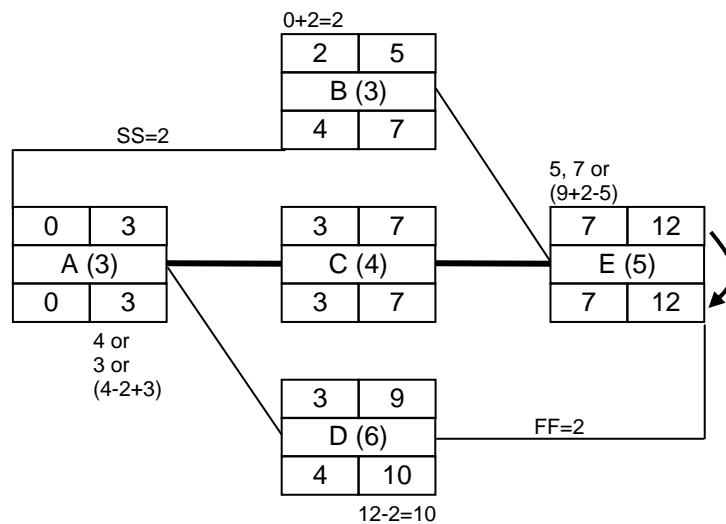 0+2=2
2 5
B (3)
4 7
SS=2
5, 7 or
(9+2-5)
0 3
A (3)
0 3
3 7
C (4)
3 7
7 12
E (5)
7 12
4 or
3 or
(4-2+3)
3 9
D (6)
4 10
FF=2
12-2=10